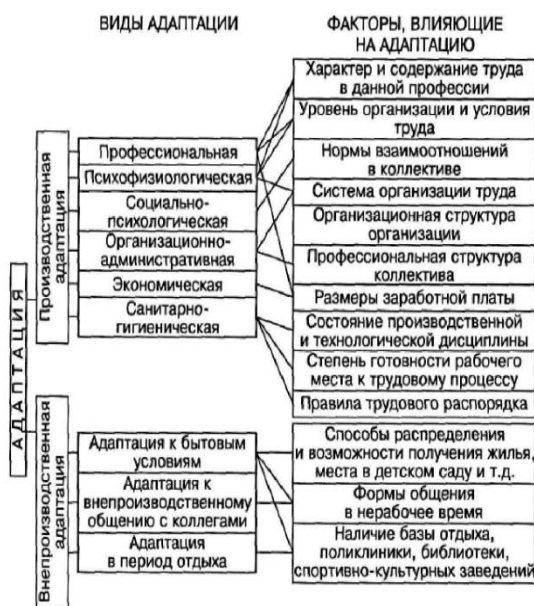 ВИДЫ АДАПТАЦИИ
ФАКТОРЫ, ВЛИЯЮЩИЕ
НА АДАПТАЦИЮ
АДАПТАЦИЯ
Производственная
адаптация
Профессиональная
Психофизиологическая
Социально-
психологическая
Организационно-
административная
Экономическая
Санитарно-
гигиеническая
Характер и содержание труда
в данной профессии
Уровень организации и условия
труда
Нормы взаимоотношений
в коллективе
Система организации труда
Организационная структура
организации
Профессиональная структура
коллектива
Размеры заработной платы
Состояние производственной
и технологической дисциплины
Степень готовности рабочего
места к трудовому процессу
Правила трудового распорядка
Внепроизводственная
адаптация
Адаптация к бытовым
условиям
Адаптация к
внепроизводственному
общению с коллегами
Адаптация
в период отдыха
Способы распределения
и возможности получения жилья,
места в детском саду и т.д.
Формы общения
в нерабочее время
Наличие базы отдыха,
поликлиники, библиотеки,
спортивно-культурных заведений